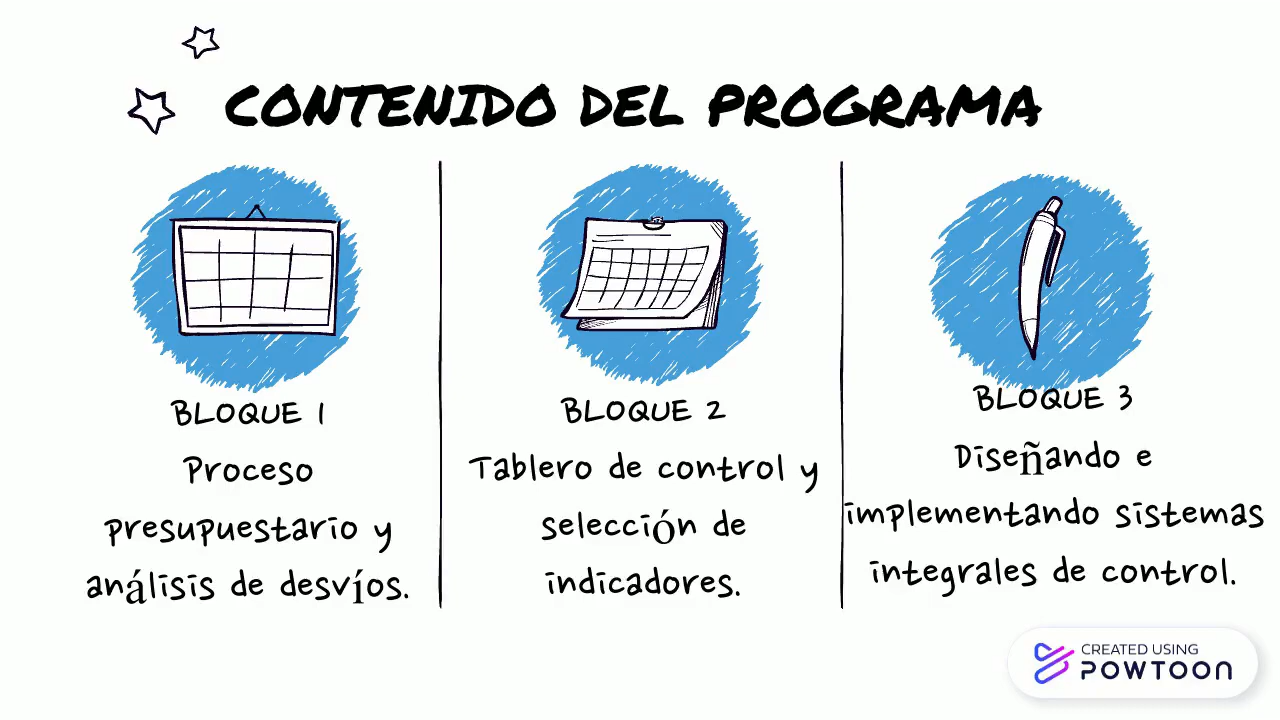 CONTENIDO DEL PROGRAMA
BLOQUE 1
Proceso
presupuestario y
análisis de desvíos.
BLOQUE 2
Tablero de control y
selección de
indicadores.
BLOQUE 3
Diseñando e
implementando sistemas
integrales de control.
CREATED USING
POWTOON